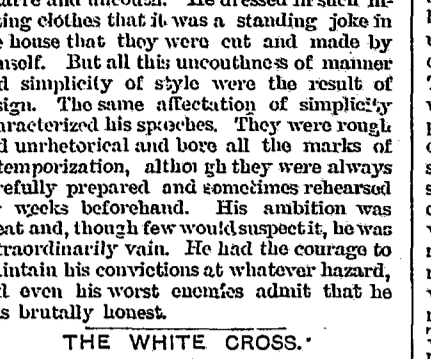 and uncouth. He dressed in such
ting clothes that it was a standing joke in
house that they were cut and made by
mself. But all this uncouthness of manner
d simplicity of style were the result of
sign. The same affectation of simplicity
aracterized his speeches. They were rough
d unrhetorical and bore all the marks of
temporization, although they were always
refully prepared and sometimes rehearsed
weeks beforehand. His ambition was
eat and, though few would suspect it, he was
traordinarily vain. He had the courage to
intain his convictions at whatever hazard,
d even his worst enemies admit that he
s brutally honest.
THE WHITE CROSS.